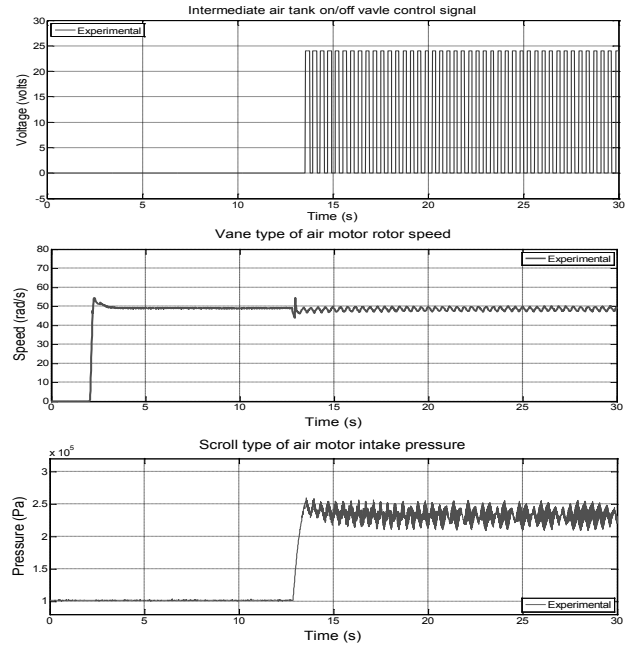 Intermediate air tank on/off vavle control signal
30
25
20
15
10
5
0
-5
Voltage (volts)
Experimental
0 5 10 15 20 25 30
Time (s)
Vane type of air motor rotor speed
80
70
60
50
40
30
20
10
0
Speed (rad/s)
Experimental
5 10 15 20 25 30
Time (s)
Scroll type of air motor intake pressure
x 10⁵
3
2.5
2
1.5
1
Pressure (Pa)
Experimental
0 5 10 15 20 25 30
Time (s)